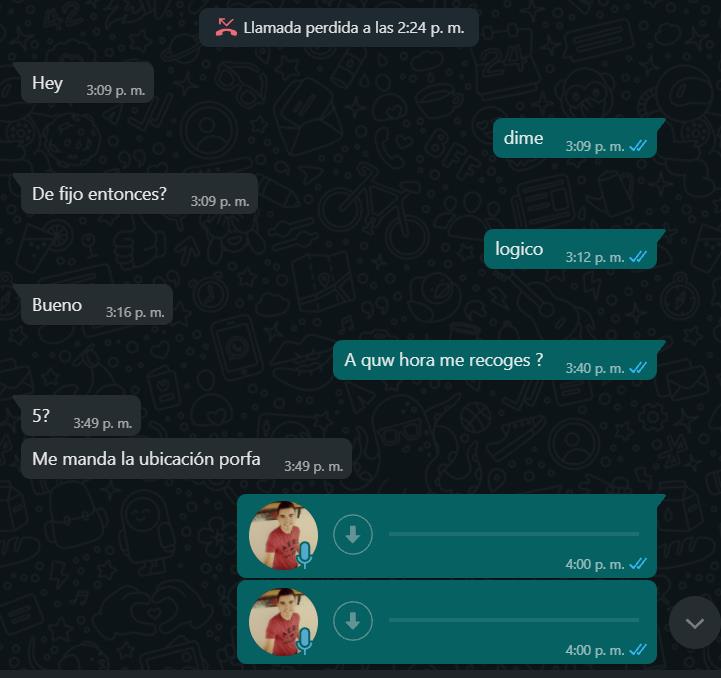 Llamada perdida a las 2:24 p. m.
Hey 3:09 p. m.
dime 3:09 p. m.
De fijo entonces? 3:09 p. m.
logico 3:12 p. m.
Bueno 3:16 p. m.
A quw hora me recoges ? 3:40 p. m.
5? 3:49 p. m.
Me manda la ubicación porfa 3:49 p. m.
4:00 p. m.
4:00 p. m.